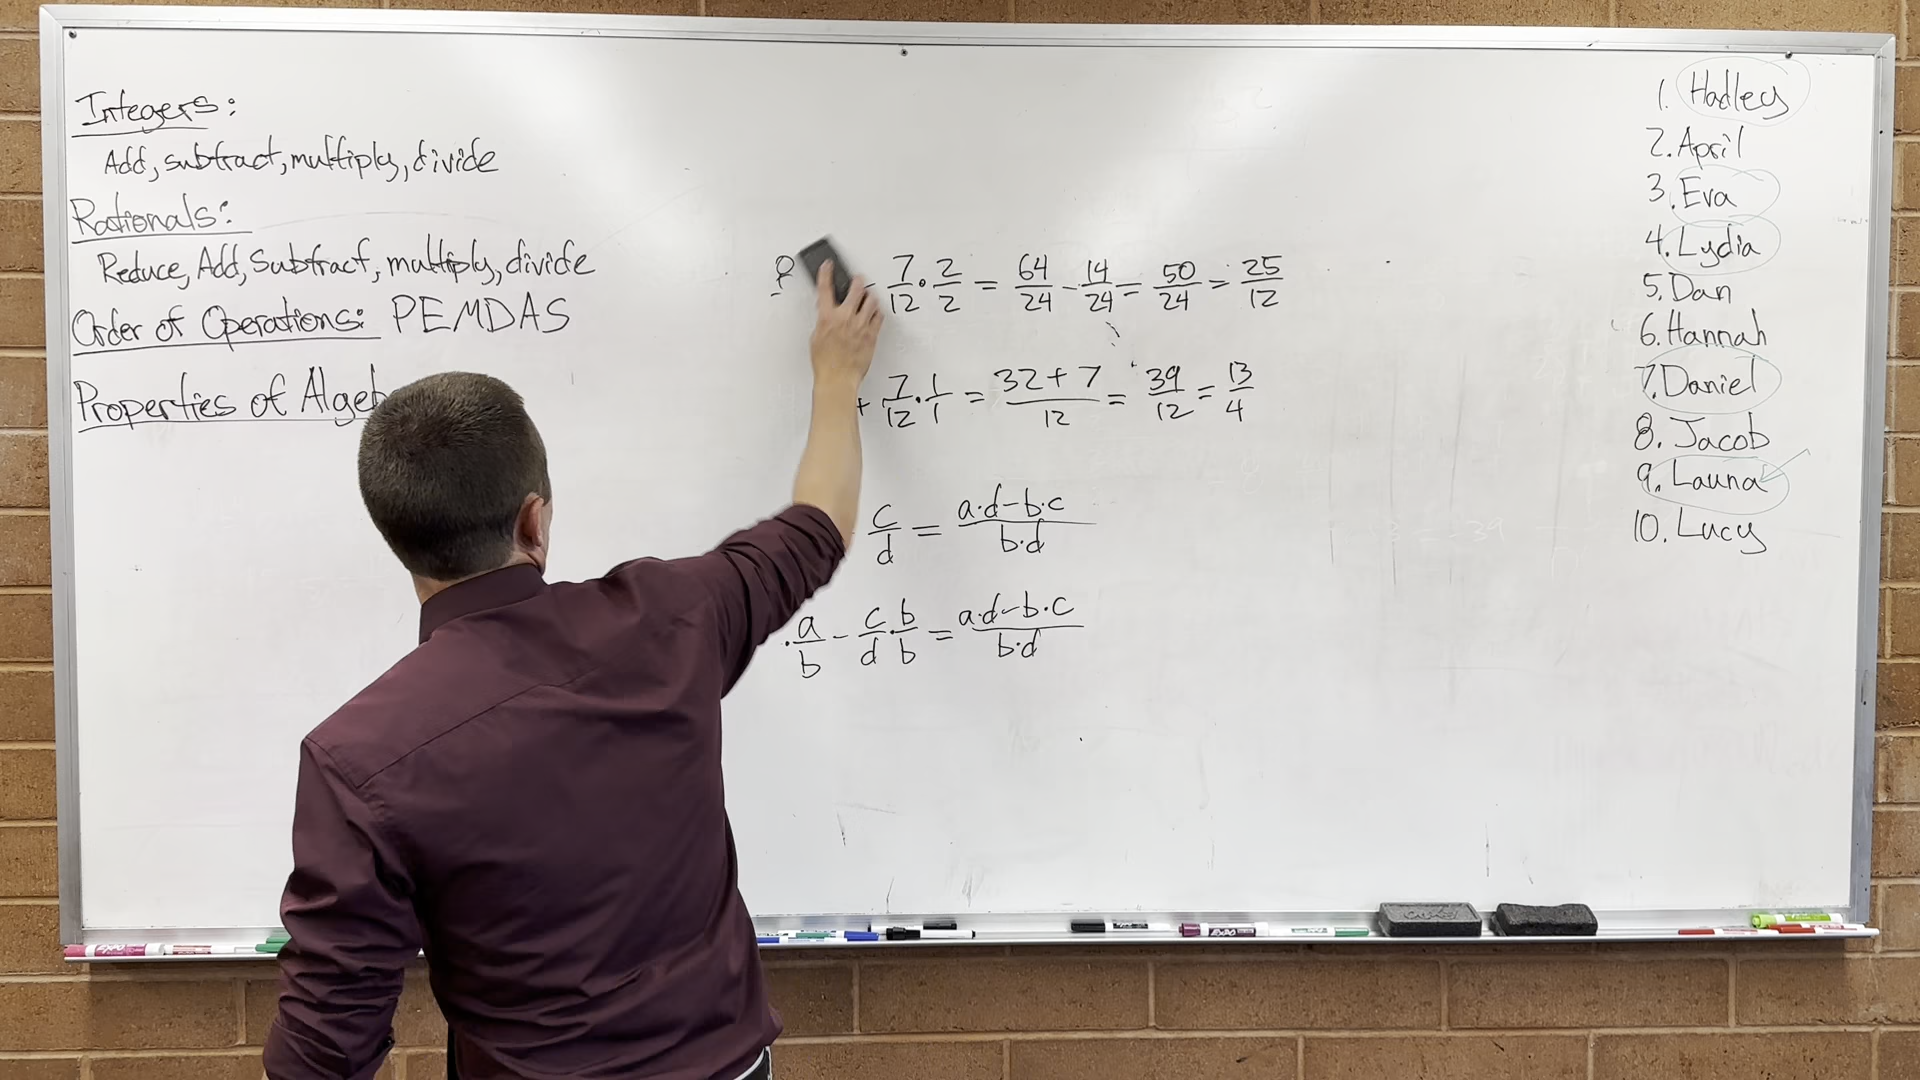 Integers:
Add, subtract, multiply, divide
Rationals:
Reduce, Add, Subtract, multiply, divide
Order of Operations: PEMDAS
Properties of Algeb
8 - 7/12 · 2/2 = 64/24 - 14/24 = 50/24 = 25/12
+ 7/12 · 1/1 = 32+7/12 = 39/12 = 13/4
c/d = a·d-b·c/b·d
· a/b - c/d · b/b = a·d-b·c/b·d
1. Hadley
2. April
3. Eva
4. Lydia
5. Dan
6. Hannah
7. Daniel
8. Jacob
9. Launa
10. Lucy
EXPO